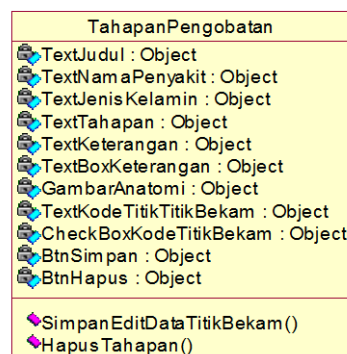 TahapanPengobatan
TextJudul : Object
TextNamaPenyakit : Object
TextJenisKelamin : Object
TextTahapan : Object
TextKeterangan : Object
TextBoxKeterangan : Object
GambarAnatomi : Object
TextKodeTitikTitikBekam : Object
CheckBoxKodeTitikBekam : Object
BtnSimpan : Object
BtnHapus : Object
SimpanEditDataTitikBekam()
HapusTahapan()